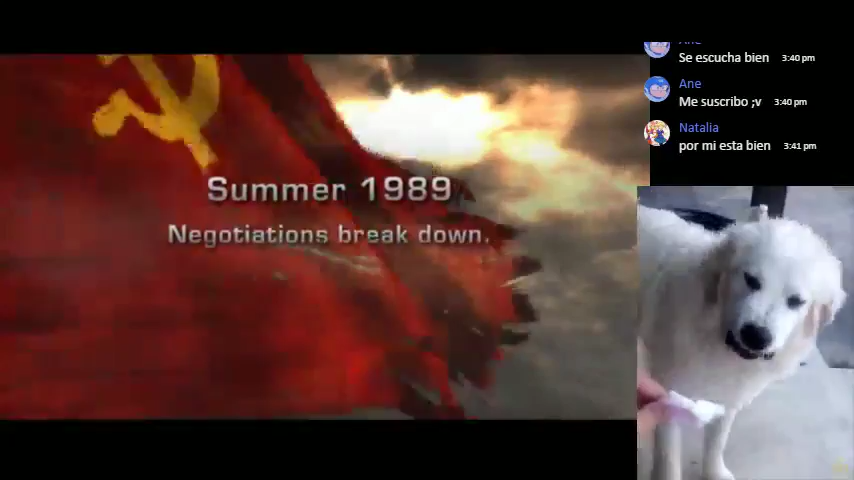 Summer 1989
Negotiations break down.
Se escucha bien 3:40 pm
Ane
Me suscribo ;v 3:40 pm
Natalia
por mi esta bien 3:41 pm